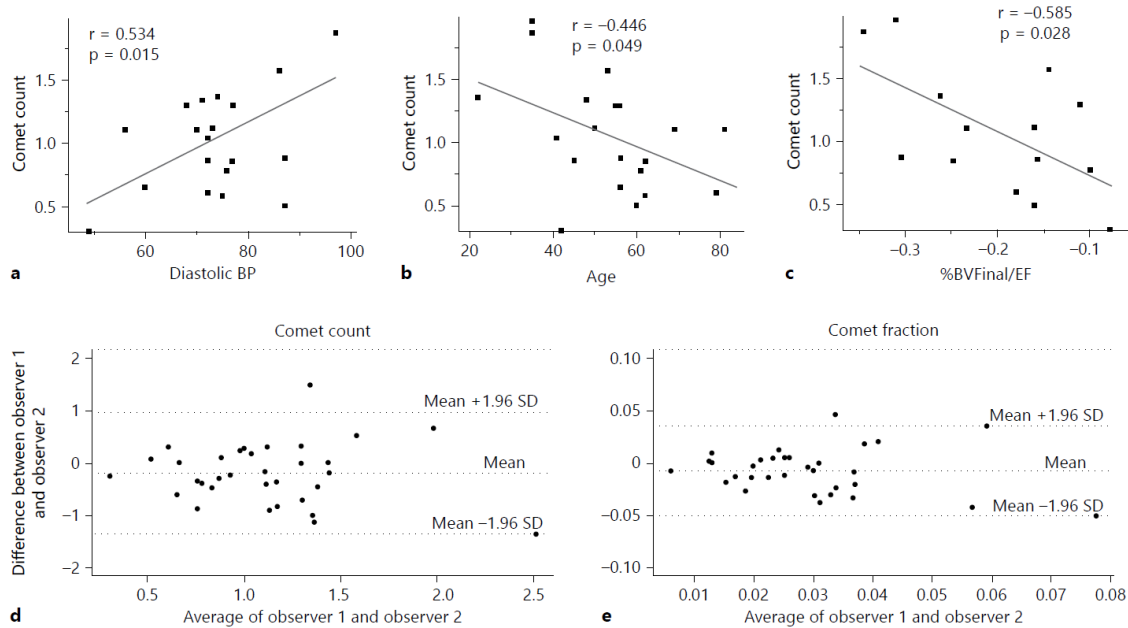 r = 0.534
p = 0.015
Comet count
1.5
1.0
0.5
60
80
100
a
Diastolic BP
r = −0.446
p = 0.049
Comet count
1.5
1.0
0.5
20
40
60
80
b
Age
r = −0.585
p = 0.028
Comet count
1.5
1.0
0.5
−0.3
−0.2
−0.1
c
%BVFinal/EF
Comet count
Difference between observer 1
and observer 2
2
1
0
−1
−2
Mean +1.96 SD
Mean
Mean −1.96 SD
0.5
1.0
1.5
2.0
2.5
d
Average of observer 1 and observer 2
Comet fraction
0.10
0.05
0
−0.05
−0.10
Mean +1.96 SD
Mean
Mean −1.96 SD
0.01
0.02
0.03
0.04
0.05
0.06
0.07
0.08
e
Average of observer 1 and observer 2